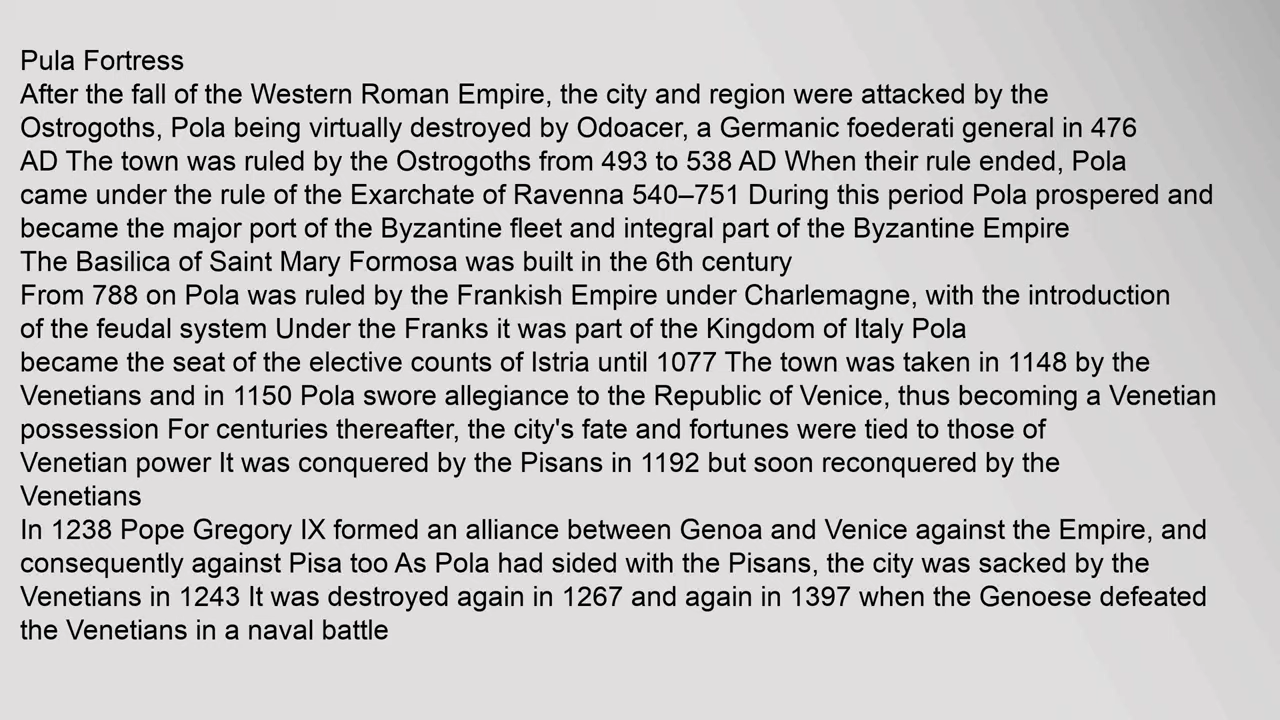 Pula Fortress
After the fall of the Western Roman Empire, the city and region were attacked by the
Ostrogoths, Pola being virtually destroyed by Odoacer, a Germanic foederati general in 476
AD The town was ruled by the Ostrogoths from 493 to 538 AD When their rule ended, Pola
came under the rule of the Exarchate of Ravenna 540–751 During this period Pola prospered and
became the major port of the Byzantine fleet and integral part of the Byzantine Empire
The Basilica of Saint Mary Formosa was built in the 6th century
From 788 on Pola was ruled by the Frankish Empire under Charlemagne, with the introduction
of the feudal system Under the Franks it was part of the Kingdom of Italy Pola
became the seat of the elective counts of Istria until 1077 The town was taken in 1148 by the
Venetians and in 1150 Pola swore allegiance to the Republic of Venice, thus becoming a Venetian
possession For centuries thereafter, the city's fate and fortunes were tied to those of
Venetian power It was conquered by the Pisans in 1192 but soon reconquered by the
Venetians
In 1238 Pope Gregory IX formed an alliance between Genoa and Venice against the Empire, and
consequently against Pisa too As Pola had sided with the Pisans, the city was sacked by the
Venetians in 1243 It was destroyed again in 1267 and again in 1397 when the Genoese defeated
the Venetians in a naval battle